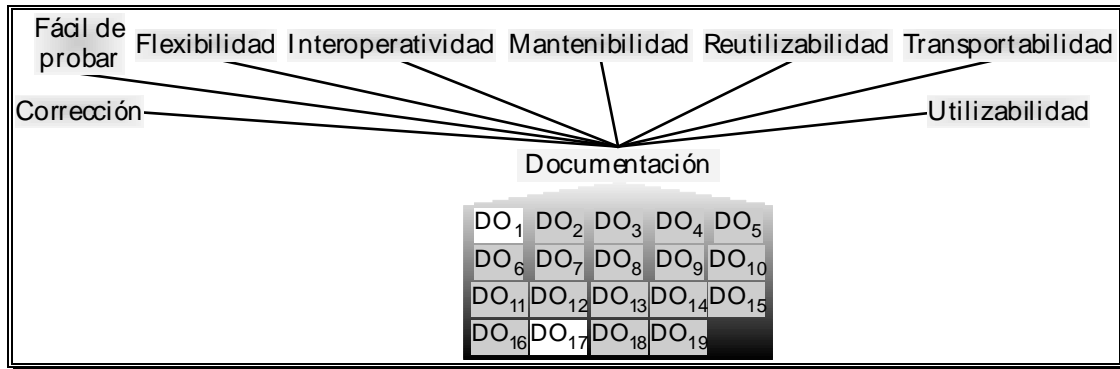 Fácil de
probar
Flexibilidad Interoperatividad Mantenibilidad Reutilizabilidad Transportabilidad
Corrección Utilizabilidad
Documentación
DO1 DO2 DO3 DO4 DO5
DO6 DO7 DO8 DO9 DO10
DO11 DO12 DO13 DO14 DO15
DO16 DO17 DO18 DO19